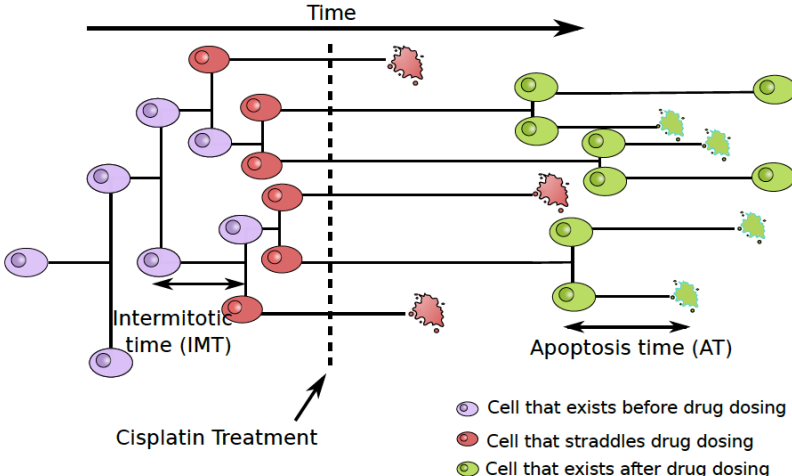 Time
Intermitotic
time (IMT)
Apoptosis time (AT)
Cisplatin Treatment
Cell that exists before drug dosing
Cell that straddles drug dosing
Cell that exists after drug dosing